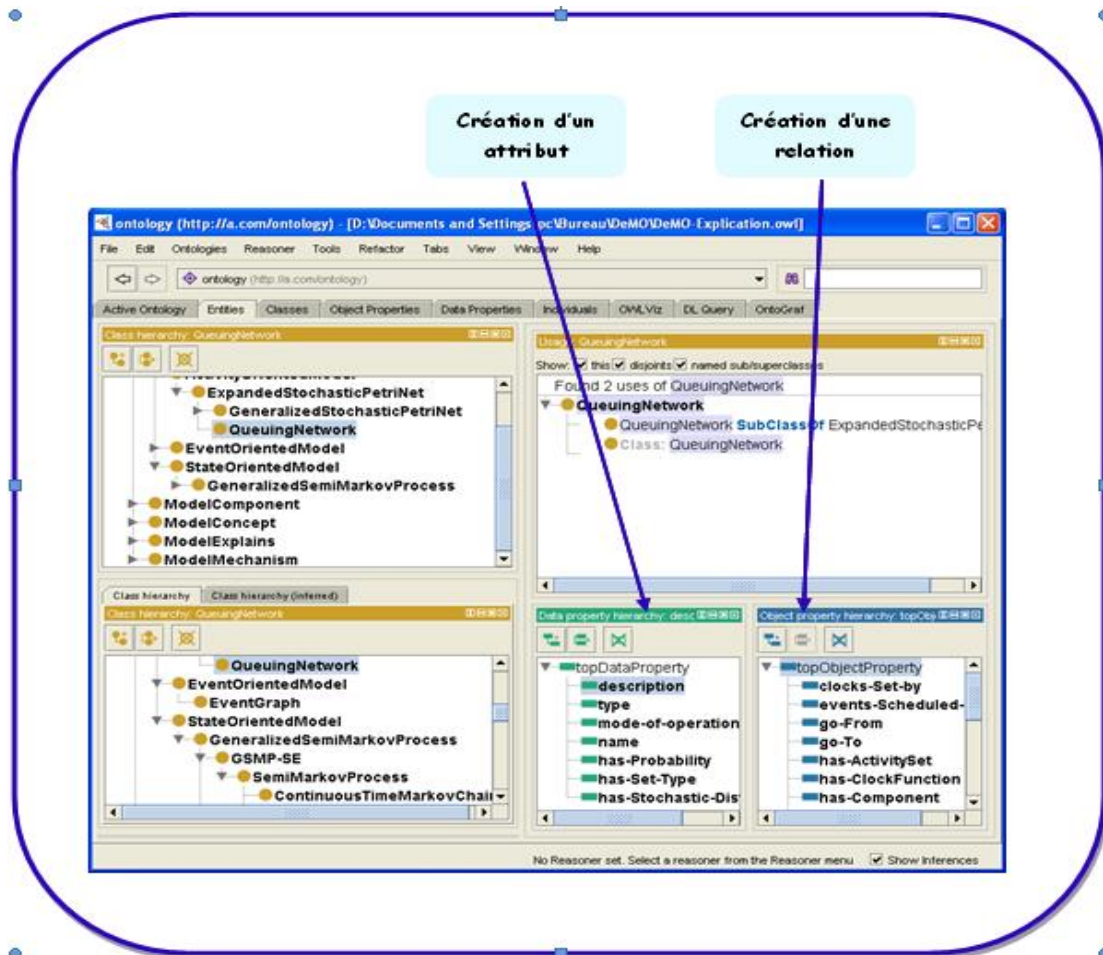 Création d'un
attribut
Création d'une
relation
ontology (http://a.com/ontology) - [D:\Documents and Settings\pc\Bureau\DeMO\DeMO-Explication.owl]
File Edit Ontologies Reasoner Tools Refactor Tabs View Window Help
ontology (http://a.com/ontology)
Active Ontology Entities Classes Object Properties Data Properties Individuals OWLViz DL Query OntoGraf
Class hierarchy: QueuingNetwork
ExpandedStochasticPetriNet
GeneralizedStochasticPetriNet
QueuingNetwork
EventOrientedModel
StateOrientedModel
GeneralizedSemiMarkovProcess
ModelComponent
ModelConcept
ModelExplains
ModelMechanism
Usage: QueuingNetwork
Show: this disjoints named sub/superclasses
Found 2 uses of QueuingNetwork
QueuingNetwork
QueuingNetwork SubClassOf ExpandedStochasticPe
Class: QueuingNetwork
Class hierarchy Class hierarchy (inferred)
Class hierarchy: QueuingNetwork
QueuingNetwork
EventOrientedModel
EventGraph
StateOrientedModel
GeneralizedSemiMarkovProcess
GSMP-SE
SemiMarkovProcess
ContinuousTimeMarkovChain
Data property hierarchy: desc
topDataProperty
description
type
mode-of-operation
name
has-Probability
has-Set-Type
has-Stochastic-Dis
Object property hierarchy: topObj
topObjectProperty
clocks-Set-by
events-Scheduled-
go-From
go-To
has-ActivitySet
has-ClockFunction
has-Component
No Reasoner set. Select a reasoner from the Reasoner menu Show Inferences